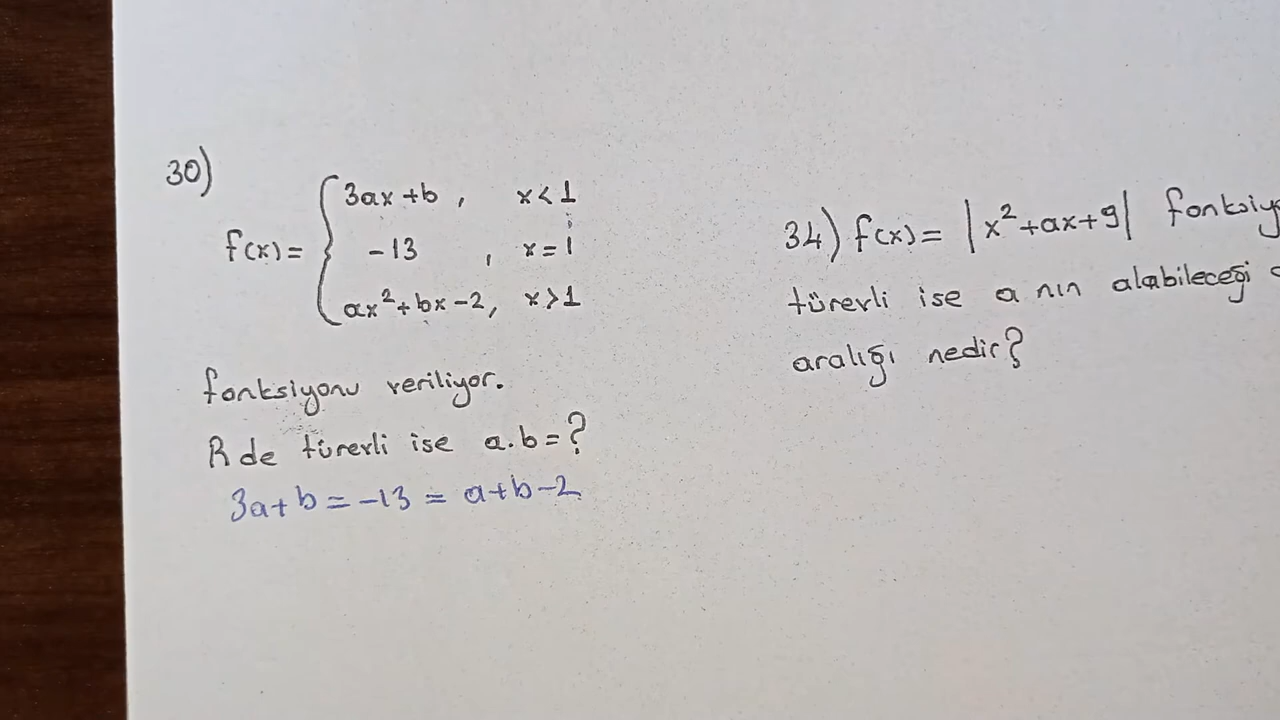 30)
f(x) = { 3ax + b , x < 1
-13 , x = 1
ax² + bx - 2, x > 1
fonksiyonu veriliyor.
R de türevli ise a.b = ?
3a + b = -13 = a + b - 2
34) f(x) = |x² + ax + 9|
türevli ise a nın alabileceği
aralığı nedir?